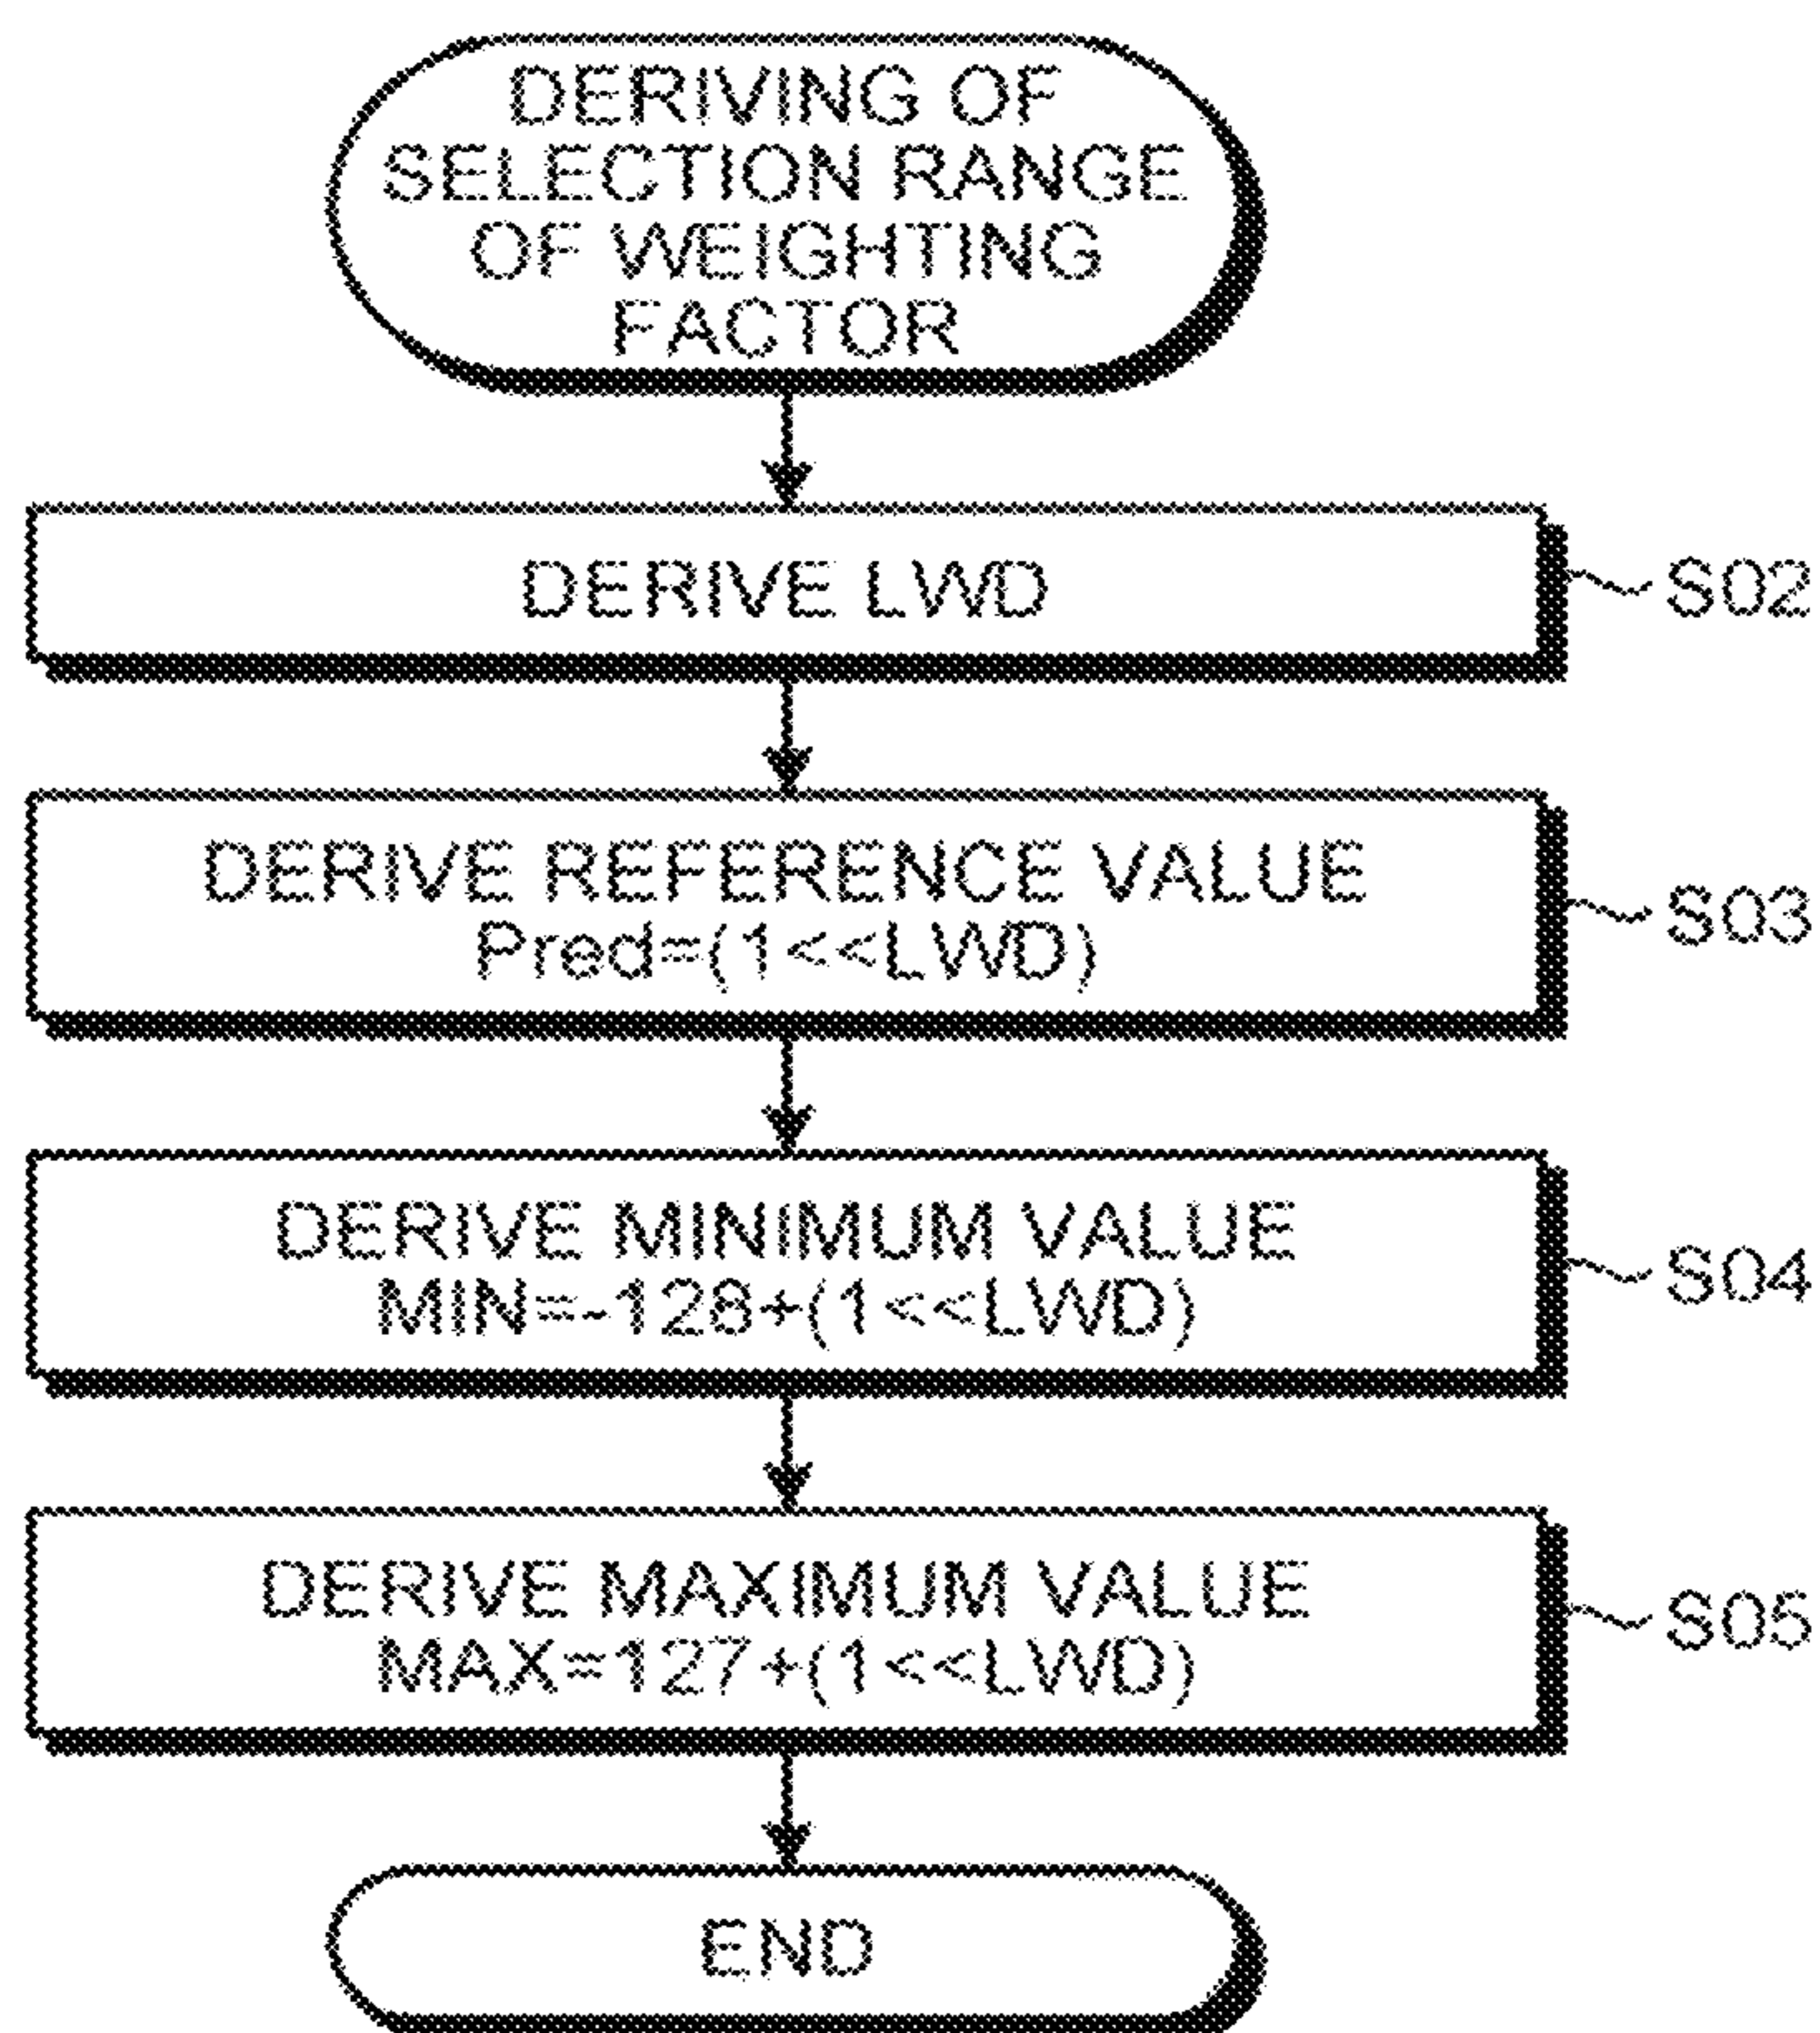 DERIVING OF
SELECTION RANGE
OF WEIGHTING
FACTOR
DERIVE LWD
S02
DERIVE REFERENCE VALUE
Pred=(1<<LWD)
S03
DERIVE MINIMUM VALUE
MIN=-128+(1<<LWD)
S04
DERIVE MAXIMUM VALUE
MAX=127+(1<<LWD)
S05
END